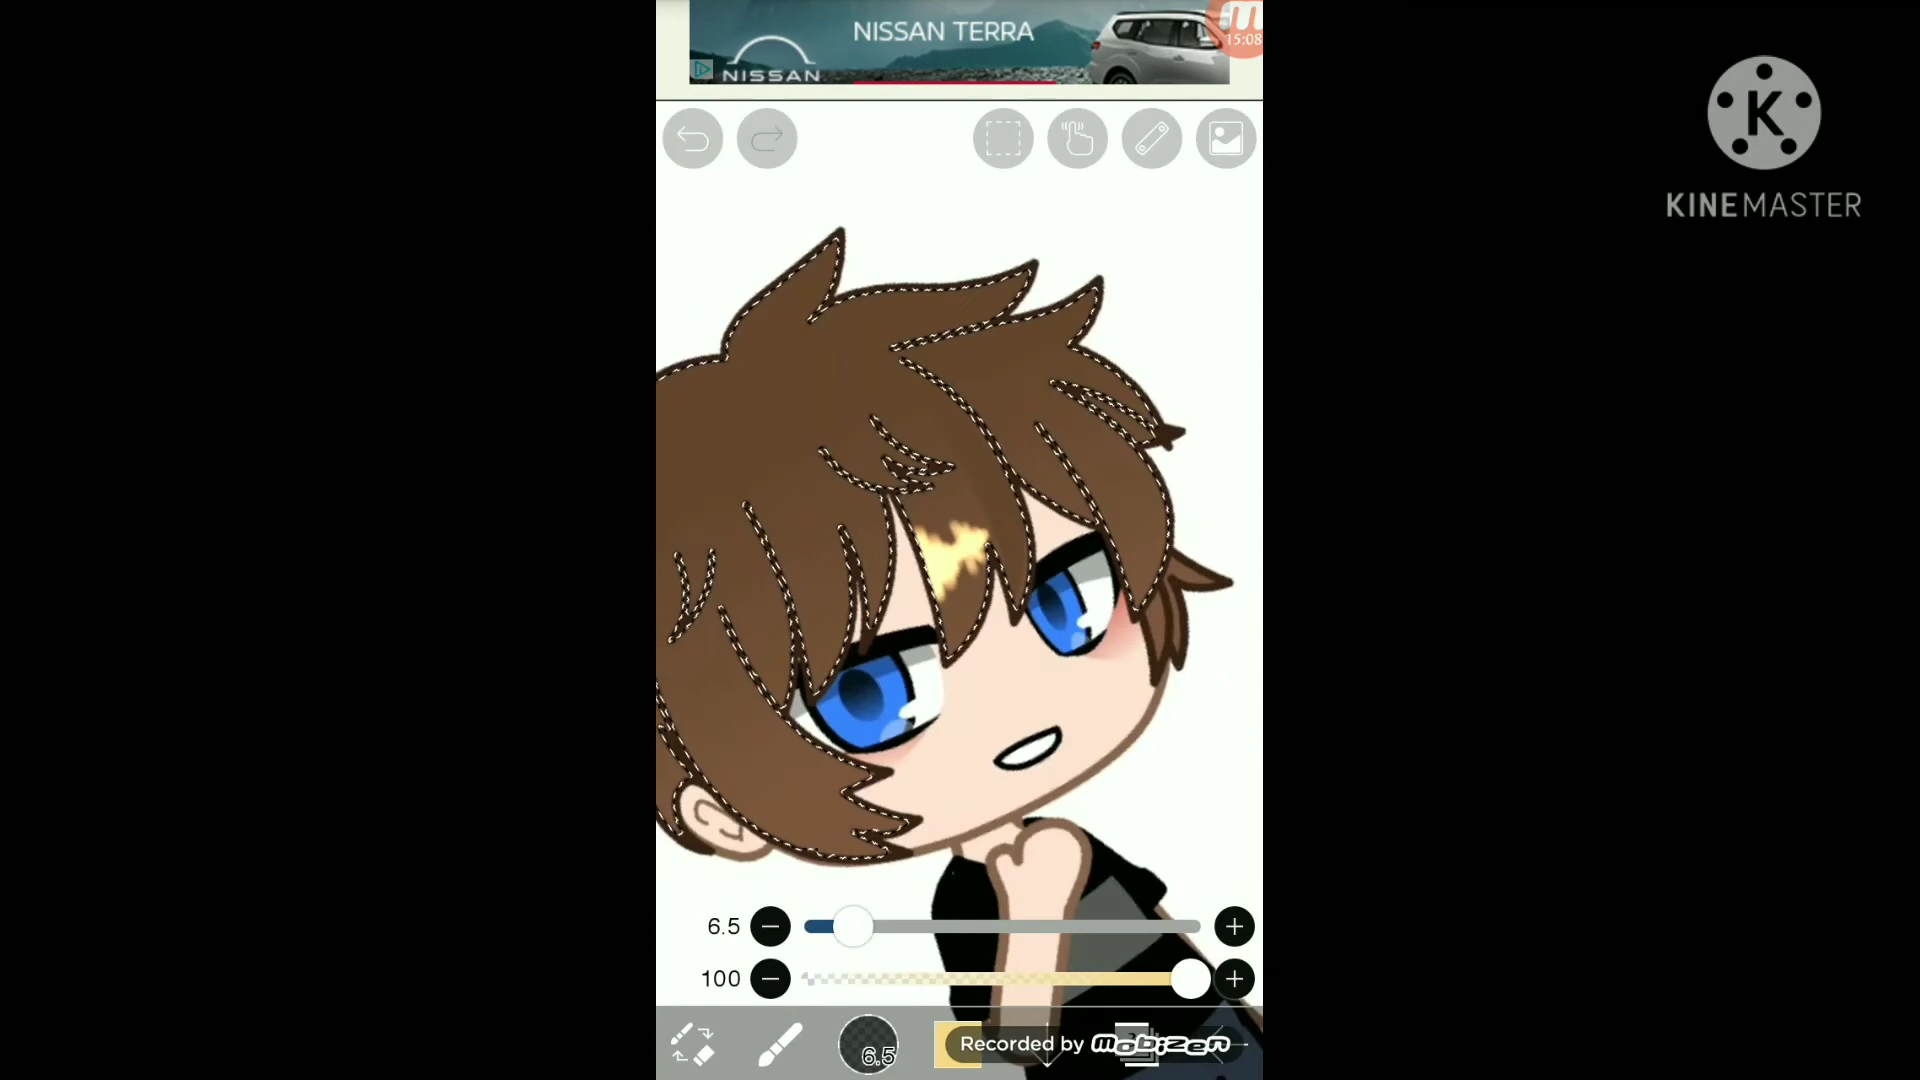 NISSAN TERRA
NISSAN
15:08
K
KINEMASTER
6.5
100
6.5
Recorded by mobizen